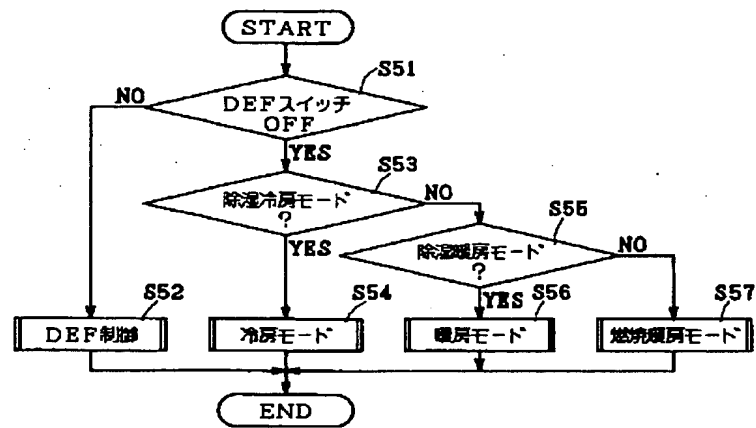 START
S51
NO
DEFスイッチ
OFF
YES
S53
除湿冷房モード
?
NO
S55
YES
除湿暖房モード
?
NO
S52
S54
YES
S56
S57
DEF制御
冷房モード
暖房モード
燃焼暖房モード
END